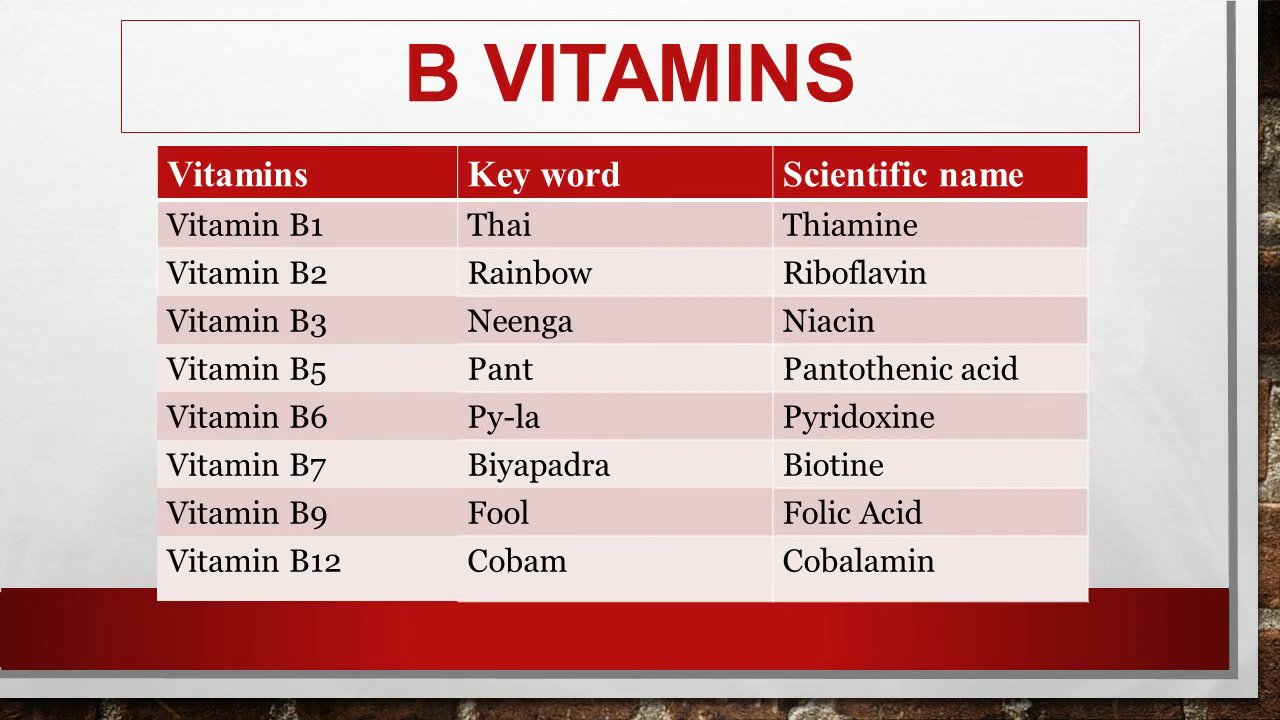 B VITAMINS
Vitamins Key word Scientific name
Vitamin B1 Thai Thiamine
Vitamin B2 Rainbow Riboflavin
Vitamin B3 Neenga Niacin
Vitamin B5 Pant Pantothenic acid
Vitamin B6 Py-la Pyridoxine
Vitamin B7 Biyapadra Biotine
Vitamin B9 Fool Folic Acid
Vitamin B12 Cobam Cobalamin